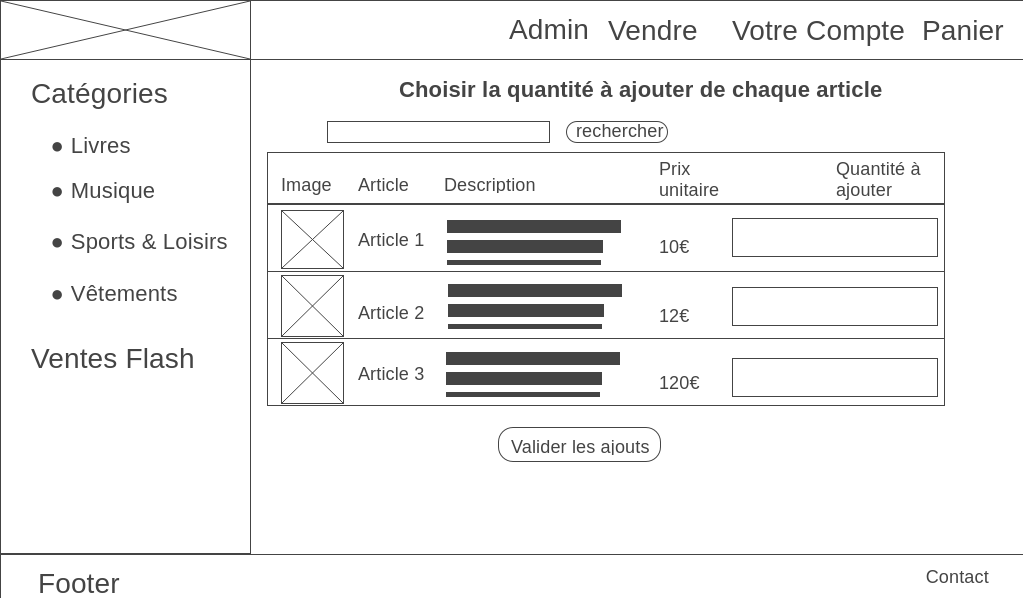 Admin Vendre Votre Compte Panier
Catégories
● Livres
● Musique
● Sports & Loisirs
● Vêtements
Ventes Flash
Choisir la quantité à ajouter de chaque article
rechercher
Image Article Description Prix unitaire Quantité à ajouter
Article 1 10€
Article 2 12€
Article 3 120€
Valider les ajouts
Footer
Contact